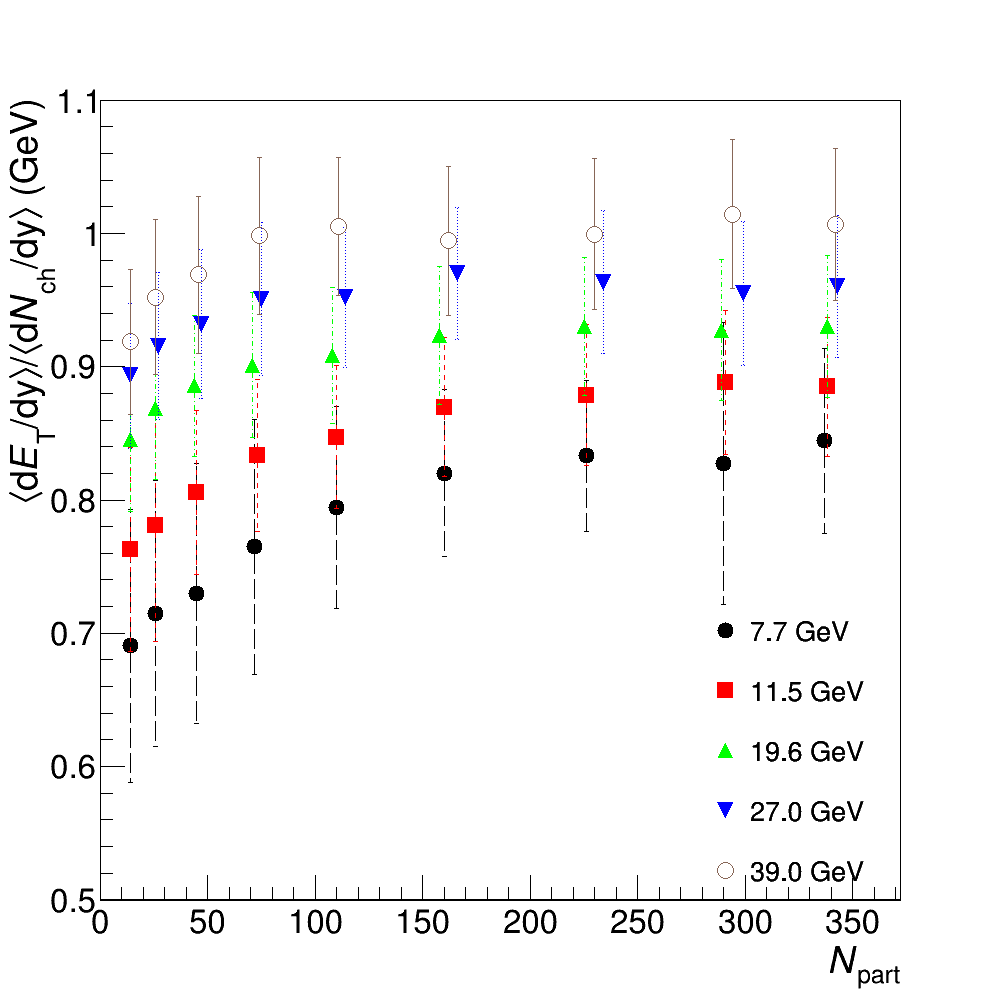 ⟨dE_T/dy⟩/⟨dN_ch/dy⟩ (GeV)
1.1
1
0.9
0.8
0.7
0.6
0.5
7.7 GeV
11.5 GeV
19.6 GeV
27.0 GeV
39.0 GeV
0 50 100 150 200 250 300 350
N_part